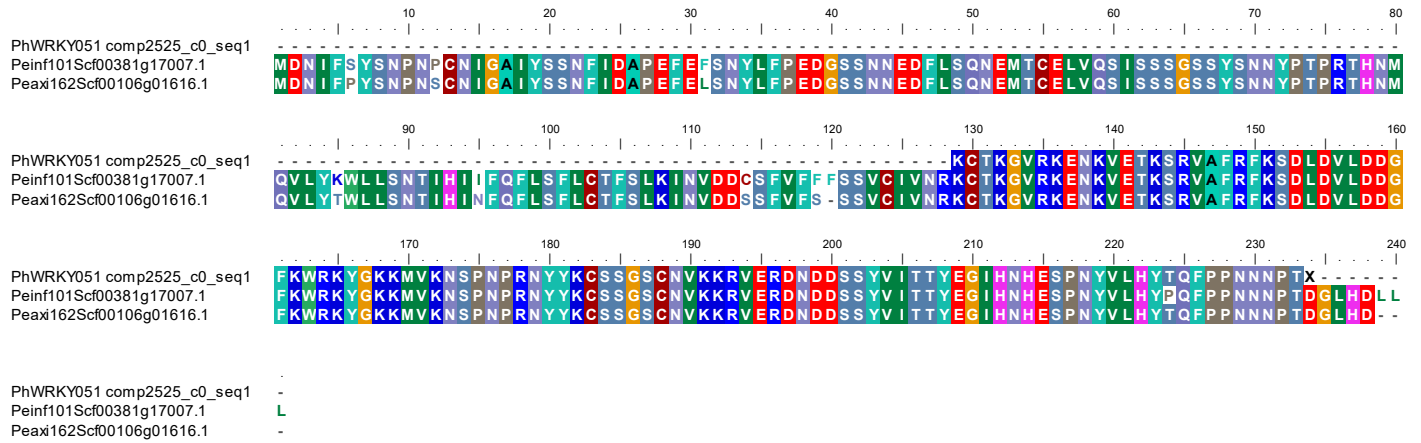 10 20 30 40 50 60 70 80
PhWRKY051 comp2525_c0_seq1 --------------------------------------------------------------------------------
Peinf101Scf00381g17007.1 MDNIFSYSNPNPCNIGAIYSSNFIDAPEFEFSNYLFPEDGSSNNEDFLSQNEMTCELVQSISSSGSSYSNNYPTPRTHNM
Peaxi162Scf00106g01616.1 MDNIFPYSNPNSCNIGAIYSSNFIDAPEFELSNYLFPEDGSSNNEDFLSQNEMTCELVQSISSSGSSYSNNYPTPRTHNM
90 100 110 120 130 140 150 160
PhWRKY051 comp2525_c0_seq1 ------------------------------------------------KCTKGVRKENKVETKSRVAFRFKSDLDVLDDG
Peinf101Scf00381g17007.1 QVLYKWLLSNTIHIIFQFLSFLCTFSLKINVDDCSFVFFFSSVCIVNRKCTKGVRKENKVETKSRVAFRFKSDLDVLDDG
Peaxi162Scf00106g01616.1 QVLYTWLLSNTIHINFQFLSFLCTFSLKINVDDSSFVFS-SSVCIVNRKCTKGVRKENKVETKSRVAFRFKSDLDVLDDG
170 180 190 200 210 220 230 240
PhWRKY051 comp2525_c0_seq1 FKWRKYGKKMVKNSPNPRNYYKCSSGSCNVKKRVERDNDDSSYVITTYEGIHNHESPNYVLHYTQFPPNNNPTX------
Peinf101Scf00381g17007.1 FKWRKYGKKMVKNSPNPRNYYKCSSGSCNVKKRVERDNDDSSYVITTYEGIHNHESPNYVLHYPQFPPNNNPTDGLHDLL
Peaxi162Scf00106g01616.1 FKWRKYGKKMVKNSPNPRNYYKCSSGSCNVKKRVERDNDDSSYVITTYEGIHNHESPNYVLHYTQFPPNNNPTDGLHD--
PhWRKY051 comp2525_c0_seq1 -
Peinf101Scf00381g17007.1 L
Peaxi162Scf00106g01616.1 -